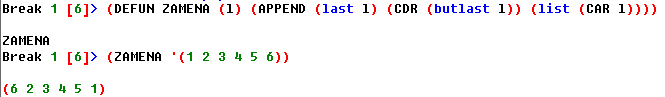 Break 1 [6]> (DEFUN ZAMENA (l) (APPEND (last l) (CDR (butlast l)) (list (CAR l))))
ZAMENA
Break 1 [6]> (ZAMENA '(1 2 3 4 5 6))
(6 2 3 4 5 1)